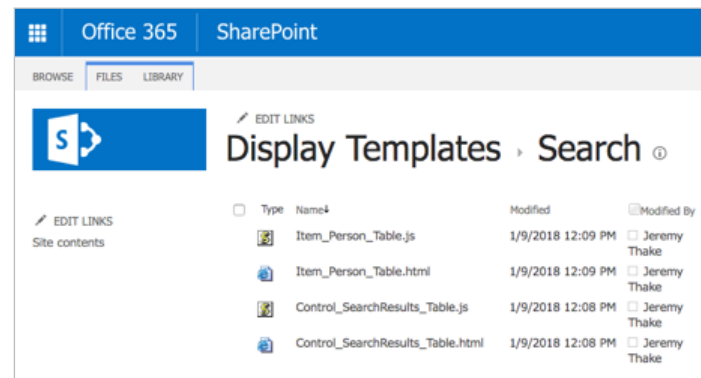 Office 365 SharePoint
BROWSE FILES LIBRARY
EDIT LINKS
S
Display Templates Search
Type Name Modified Modified By
EDIT LINKS
Site contents
Item_Person_Table.js 1/9/2018 12:09 PM Jeremy
Thake
Item_Person_Table.html 1/9/2018 12:09 PM Jeremy
Thake
Control_SearchResults_Table.js 1/9/2018 12:08 PM Jeremy
Thake
Control_SearchResults_Table.html 1/9/2018 12:08 PM Jeremy
Thake